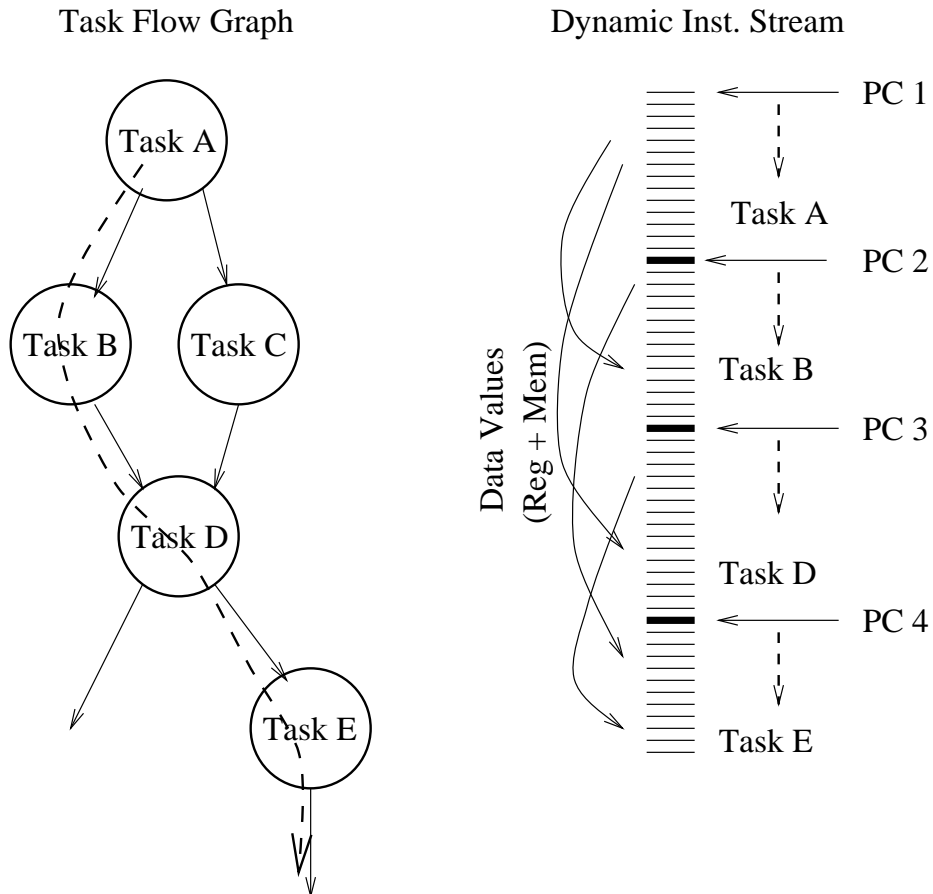 Task Flow Graph
Task A
Task B
Task C
Task D
Task E
Dynamic Inst. Stream
PC 1
Task A
PC 2
Task B
PC 3
Task D
PC 4
Task E
Data Values
(Reg + Mem)